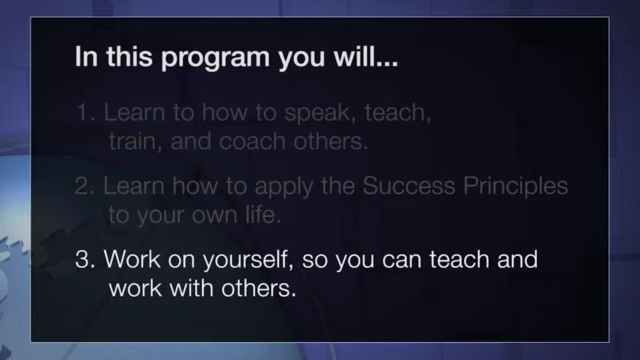 In this program you will...
1. Learn to how to speak, teach,
train, and coach others.
2. Learn how to apply the Success Principles
to your own life.
3. Work on yourself, so you can teach and
work with others.